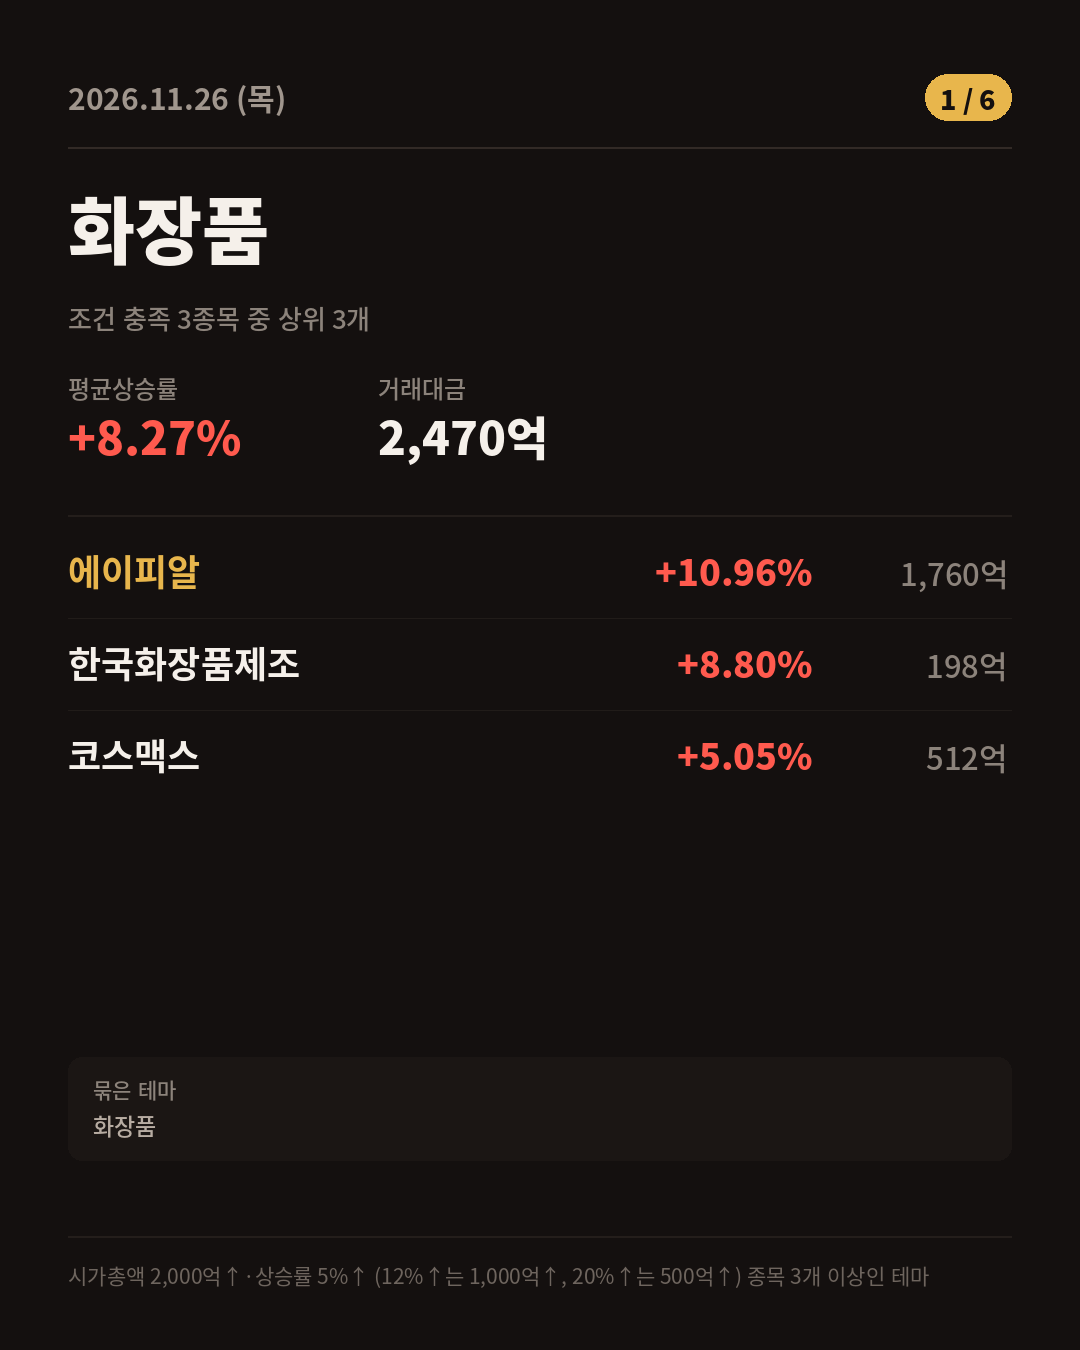 2026.11.26 (목)
1 / 6
화장품
조건 충족 3종목 중 상위 3개
평균상승률 거래대금
+8.27% 2,470억
에이피알 +10.96% 1,760억
한국화장품제조 +8.80% 198억
코스맥스 +5.05% 512억
묶은 테마
화장품
시가총액 2,000억↑ · 상승률 5%↑ (12%↑는 1,000억↑, 20%↑는 500억↑) 종목 3개 이상인 테마